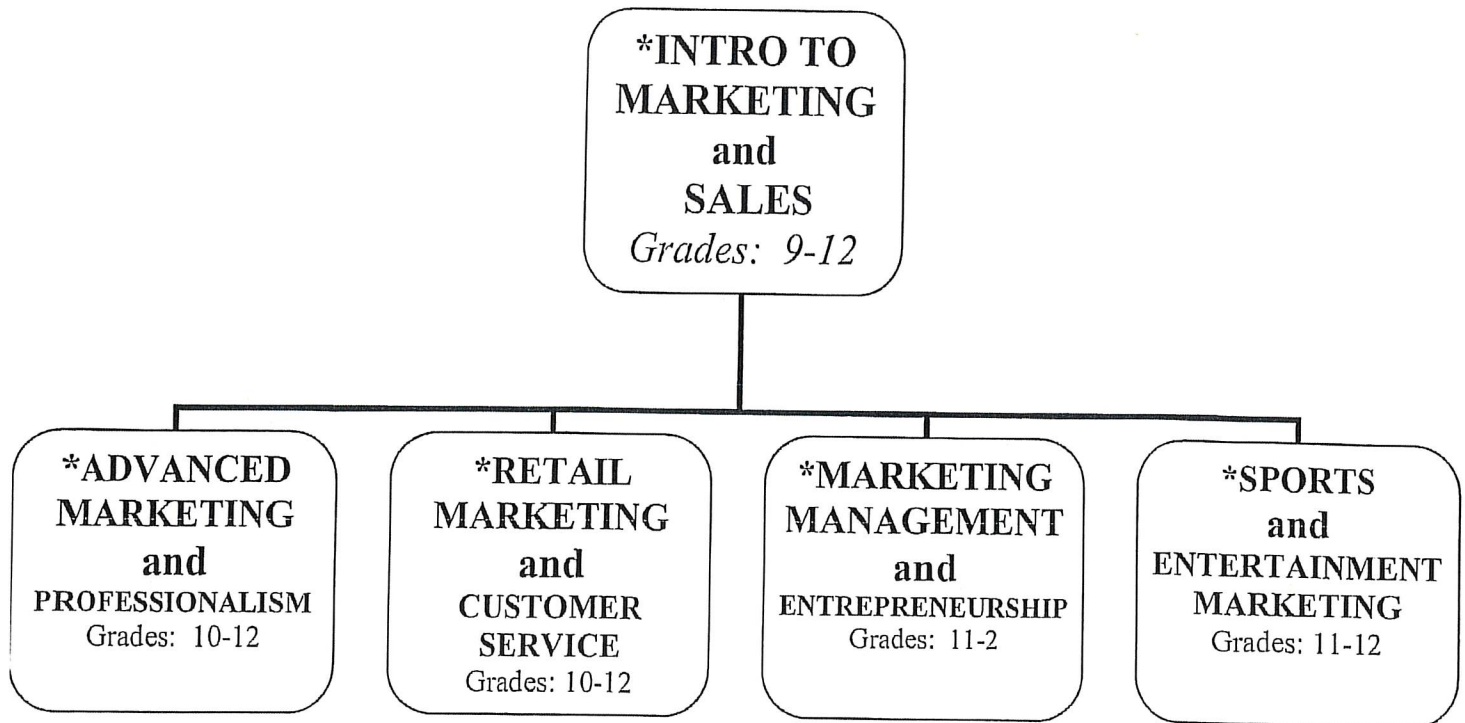 *INTRO TO
MARKETING
and
SALES
Grades: 9-12
*ADVANCED
MARKETING
and
PROFESSIONALISM
Grades: 10-12
*RETAIL
MARKETING
and
CUSTOMER
SERVICE
Grades: 10-12
*MARKETING
MANAGEMENT
and
ENTREPRENEURSHIP
Grades: 11-2
*SPORTS
and
ENTERTAINMENT
MARKETING
Grades: 11-12